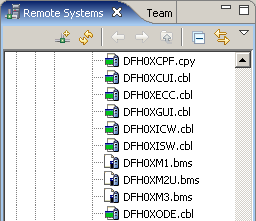 Remote Systems Team
DFH0XCPF.cpy
DFH0XCUI.cbl
DFH0XECC.cbl
DFH0XGUI.cbl
DFH0XICW.cbl
DFH0XISW.cbl
DFH0XM1.bms
DFH0XM2U.bms
DFH0XM3.bms
DFH0XODE.cbl